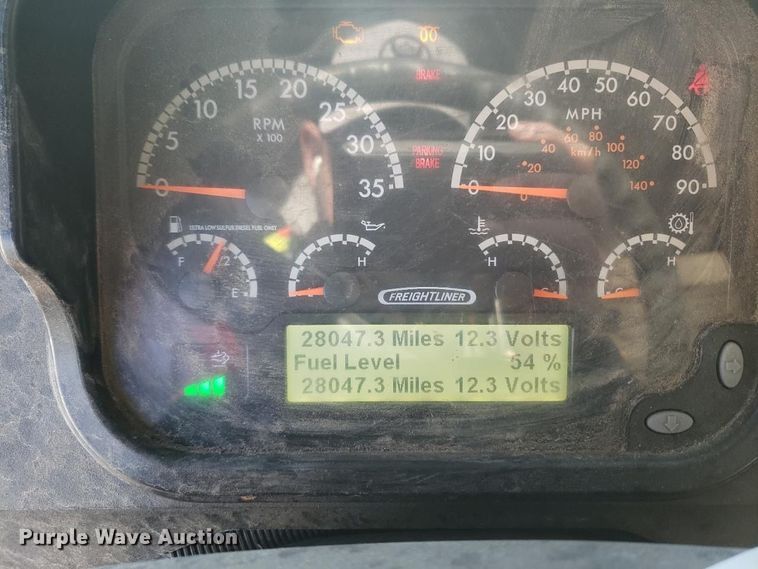 BRAKE
PARKING
BRAKE
0 5 10 15 20 25 30 35
RPM
X 100
0 10 20 30 40 50 60 70 80 90
MPH
0 20 40 60 80 100 120 140
km/h
ULTRA LOW SULFUR DIESEL FUEL ONLY
F 2 E
H
FREIGHTLINER
H C
C H
28047.3 Miles 12.3 Volts
Fuel Level 54 %
28047.3 Miles 12.3 Volts
Purple Wave Auction